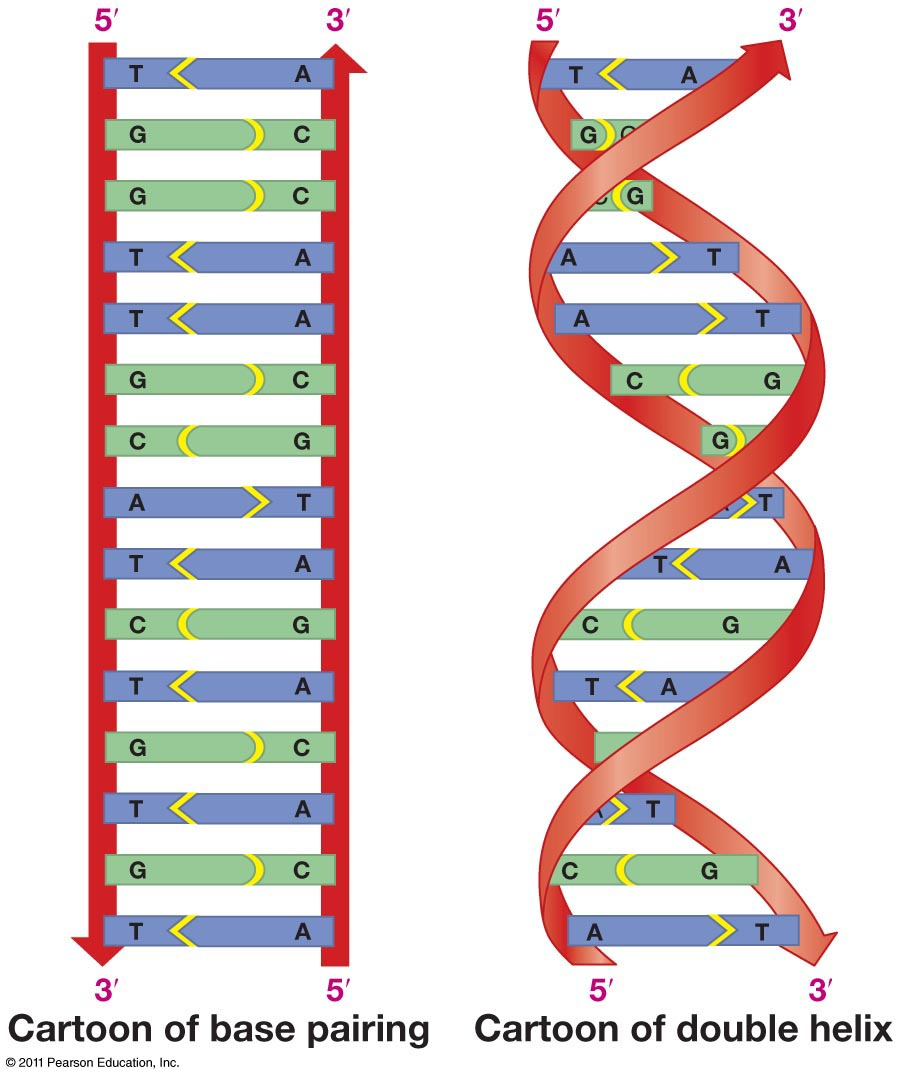 5′ 3′
T A
G C
G C
T A
T A
G C
C G
A T
T A
C G
T A
G C
T A
G C
T A
3′ 5′
Cartoon of base pairing
5′ 3′
T A
G C
C G
A T
A T
C G
G
T
T A
C G
T A
T
C G
A T
5′ 3′
Cartoon of double helix
© 2011 Pearson Education, Inc.